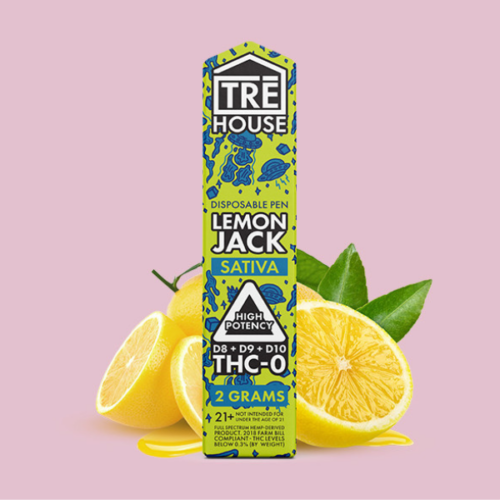 TRĒ
HOUSE
DISPOSABLE PEN
LEMON
JACK
SATIVA
HIGH
POTENCY
D8 + D9 + D10
THC-O
2 GRAMS
21+ NOT INTENDED FOR
UNDER THE AGE OF 21
FULL SPECTRUM HEMP-DERIVED
PRODUCT. 2018 FARM BILL
COMPLIANT • THC LEVELS
BELOW 0.3% (BY WEIGHT)